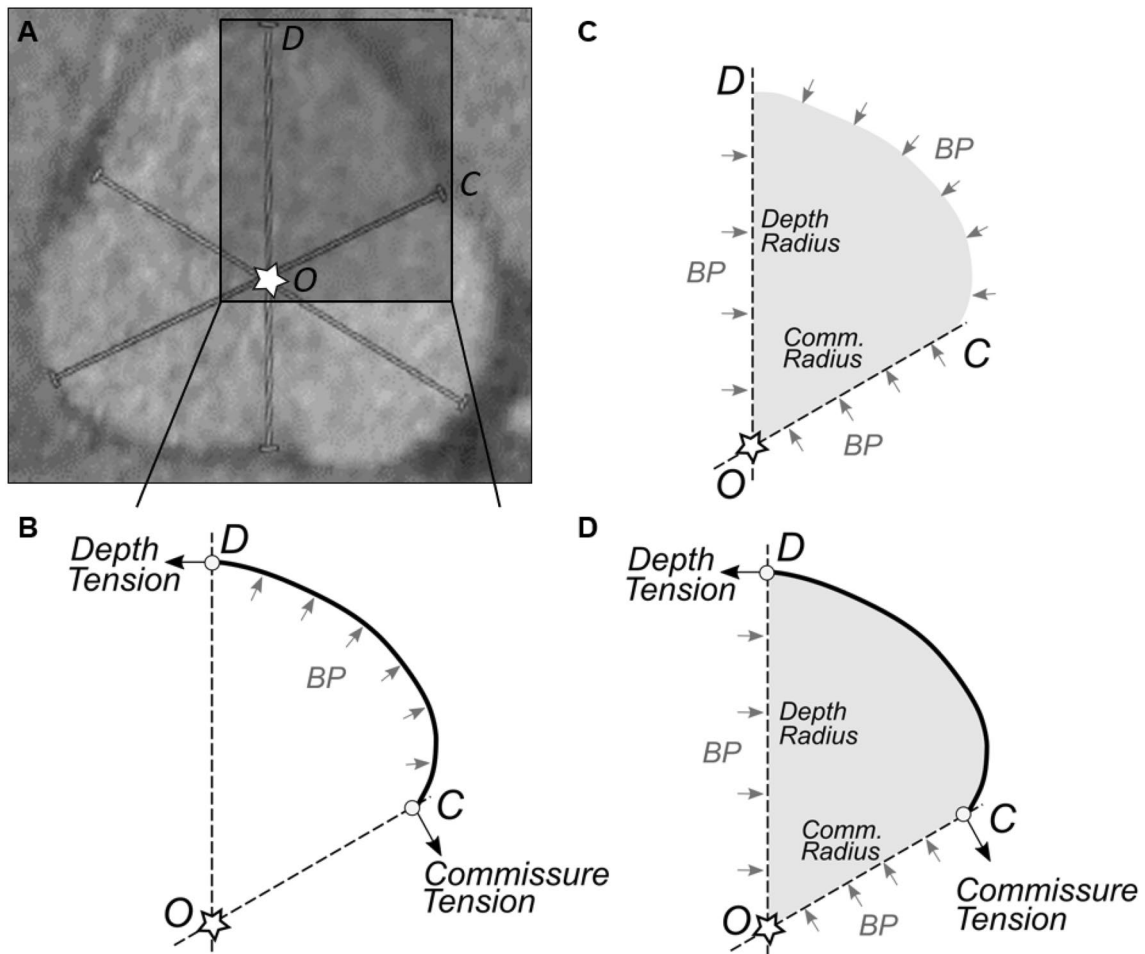 A
D
C
O
C
D
BP
Depth
Radius
BP
Comm.
Radius
C
BP
O
B
D
Depth
Tension
BP
C
Commissure
Tension
O
D
D
Depth
Tension
Depth
Radius
BP
Comm.
Radius
C
Commissure
Tension
O
BP